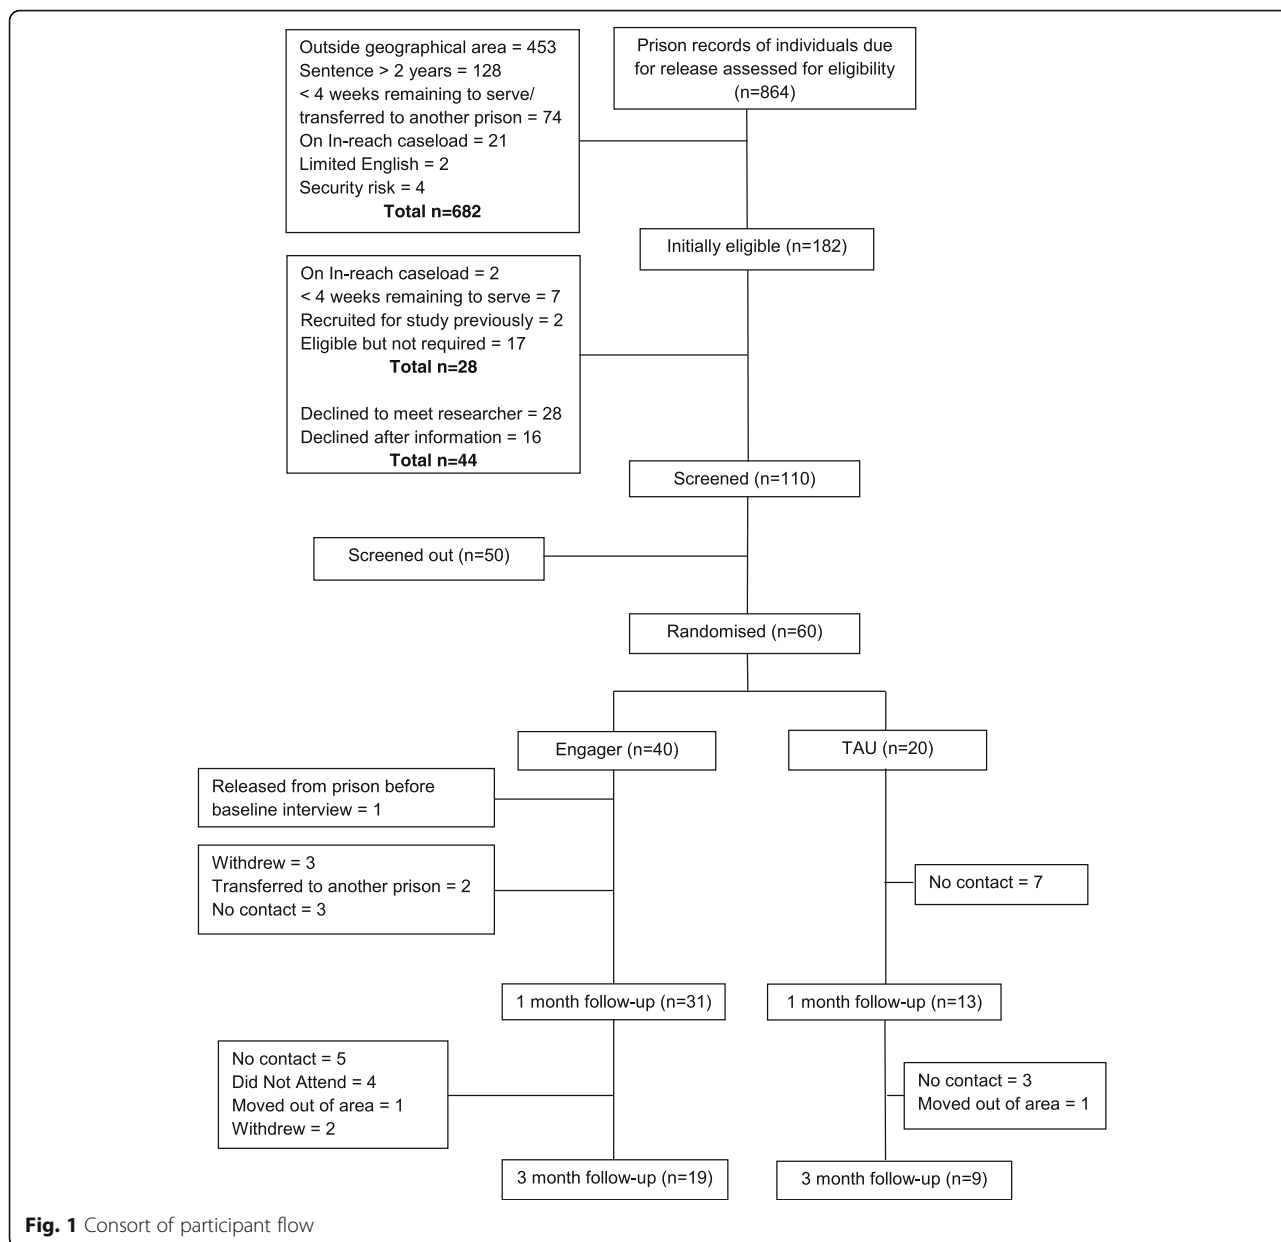 Prison records of individuals due
for release assessed for eligibility
(n=864)
Outside geographical area = 453
Sentence > 2 years = 128
< 4 weeks remaining to serve/
transferred to another prison = 74
On In-reach caseload = 21
Limited English = 2
Security risk = 4
Total n=682
Initially eligible (n=182)
On In-reach caseload = 2
< 4 weeks remaining to serve = 7
Recruited for study previously = 2
Eligible but not required = 17
Total n=28
Declined to meet researcher = 28
Declined after information = 16
Total n=44
Screened (n=110)
Screened out (n=50)
Randomised (n=60)
Engager (n=40)
TAU (n=20)
Released from prison before
baseline interview = 1
Withdrew = 3
Transferred to another prison = 2
No contact = 3
No contact = 7
1 month follow-up (n=31)
1 month follow-up (n=13)
No contact = 5
Did Not Attend = 4
Moved out of area = 1
Withdrew = 2
No contact = 3
Moved out of area = 1
3 month follow-up (n=19)
3 month follow-up (n=9)
Fig. 1 Consort of participant flow